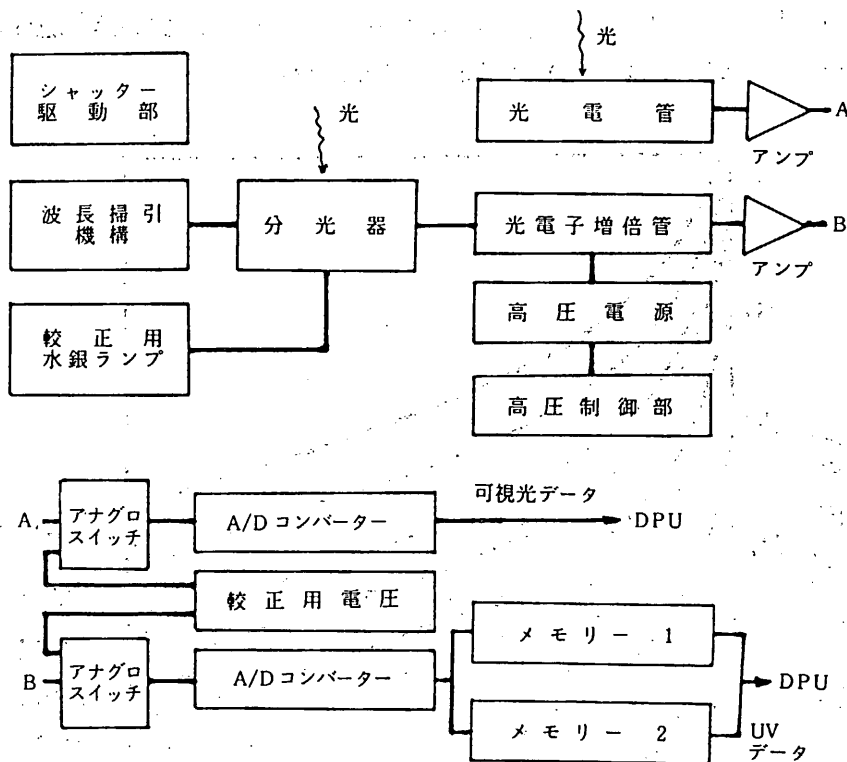 光
シャッター
駆動部
光
光電管
A
アンプ
波長掃引
機構
分光器
光電子増倍管
B
アンプ
高圧電源
較正用
水銀ランプ
高圧制御部
可視光データ
A
アナグロ
スイッチ
A/Dコンバーター
DPU
較正用電圧
メモリー 1
B
アナグロ
スイッチ
A/Dコンバーター
DPU
メモリー 2
UV
データ